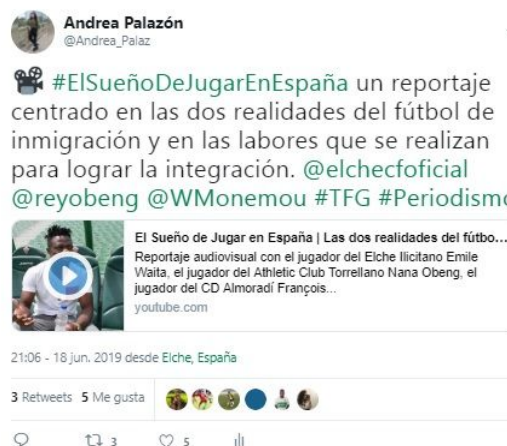 Andrea Palazón
@Andrea_Palaz
#ElSueñoDeJugarEnEspaña un reportaje
centrado en las dos realidades del fútbol de
inmigración y en las labores que se realizan
para lograr la integración. @elchecfoficial
@reyobeng @WMonemou #TFG #Periodismo
El Sueño de Jugar en España | Las dos realidades del fútbo...
Reportaje audiovisual con el jugador del Elche Ilicitano Emile
Waita, el jugador del Athletic Club Torrellano Nana Obeng, el
jugador del CD Almoradí François...
youtube.com
21:06 - 18 jun. 2019 desde Elche, España
3 Retweets 5 Me gusta
3 5